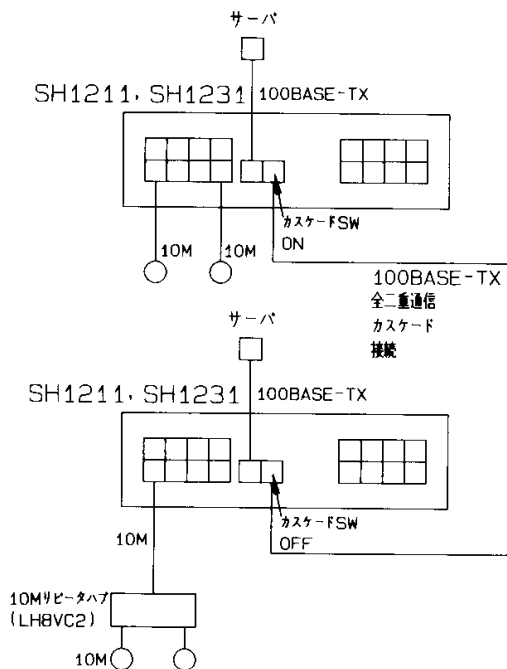 サーバ
SH1211, SH1231 100BASE-TX
カスケードSW
ON
10M 10M
100BASE-TX
全二重通信
カスケード
接続
サーバ
SH1211, SH1231 100BASE-TX
カスケードSW
OFF
10M
10Mリピータハブ
(LH8VC2)
10M